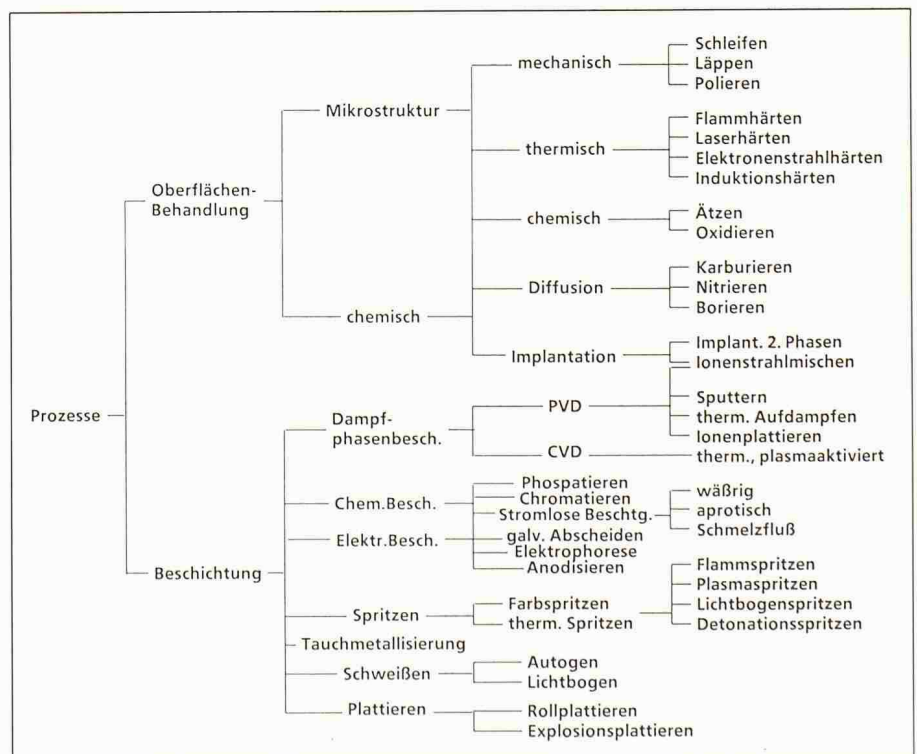 Prozesse
Oberflächen-
Behandlung
Mikrostruktur
mechanisch
Schleifen
Läppen
Polieren
thermisch
Flammhärten
Laserhärten
Elektronenstrahlhärten
Induktionshärten
chemisch
Ätzen
Oxidieren
chemisch
Diffusion
Karburieren
Nitrieren
Borieren
Implantation
Implant. 2. Phasen
Ionenstrahlmischen
Beschichtung
Dampf-
phasenbesch.
PVD
Sputtern
therm. Aufdampfen
Ionenplattieren
CVD
therm., plasmaaktiviert
Chem.Besch.
Phospatieren
Chromatieren
Stromlose Beschtg.
wäßrig
aprotisch
Schmelzfluß
Elektr.Besch.
galv. Abscheiden
Elektrophorese
Anodisieren
Spritzen
Farbspritzen
therm. Spritzen
Flammspritzen
Plasmaspritzen
Lichtbogenspritzen
Detonationsspritzen
Tauchmetallisierung
Schweißen
Autogen
Lichtbogen
Plattieren
Rollplattieren
Explosionsplattieren